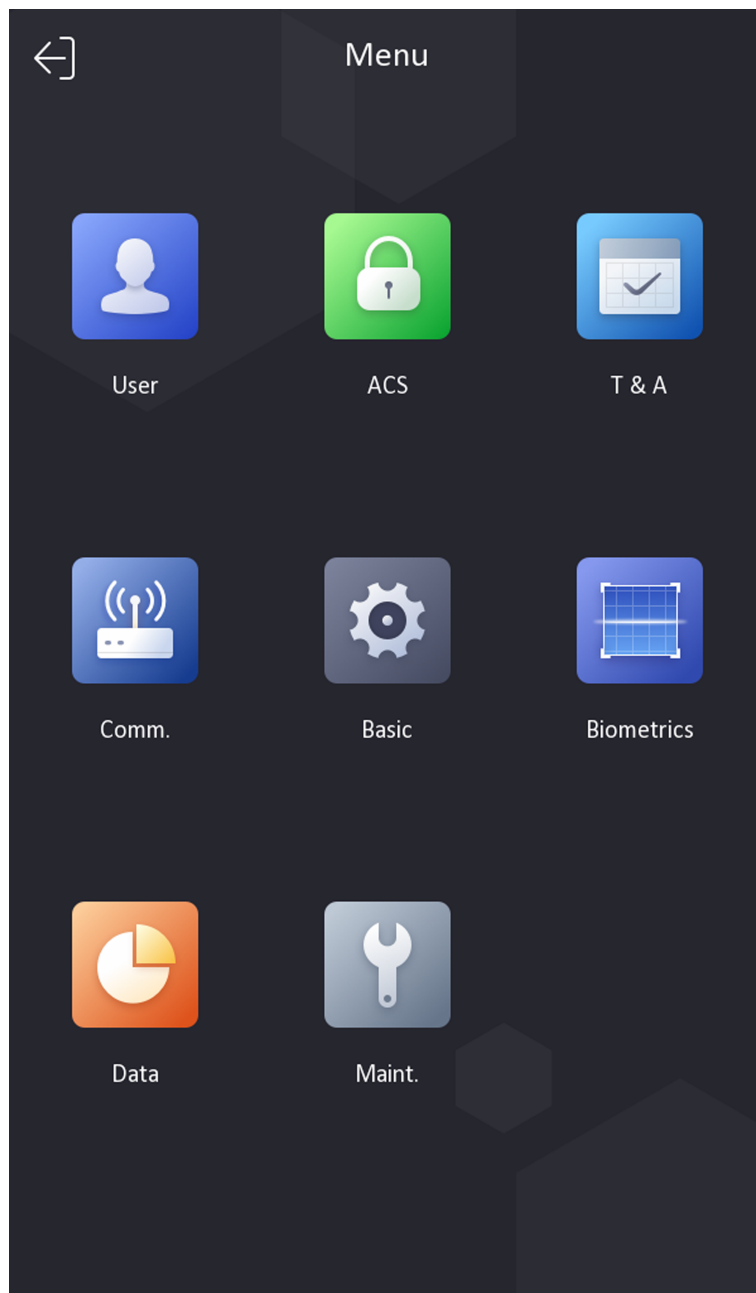 Menu
User
ACS
T & A
Comm.
Basic
Biometrics
Data
Maint.